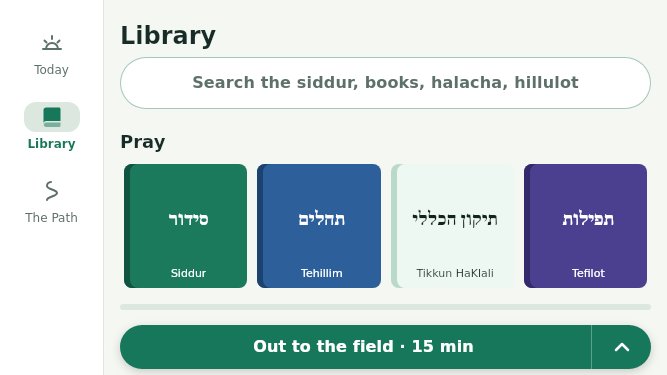 Today
Library
The Path
Library
Search the siddur, books, halacha, hillulot
Pray
סידור
Siddur
תהלים
Tehillim
תיקון הכללי
Tikkun HaKlali
תפילות
Tefilot
Out to the field · 15 min